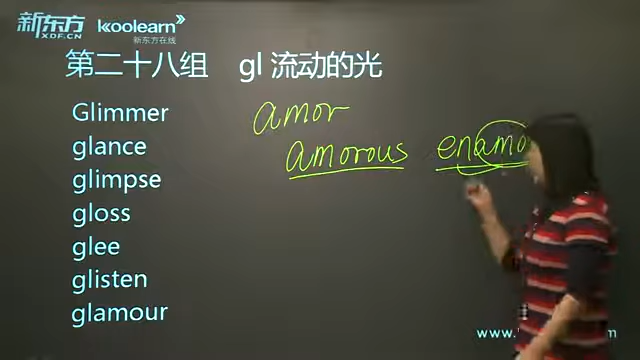 新东方 koolearn
XDF.CN 新东方在线
第二十八组 gl 流动的光
Glimmer
glance
glimpse
gloss
glee
glisten
glamour
amor
amorous enamo
www.